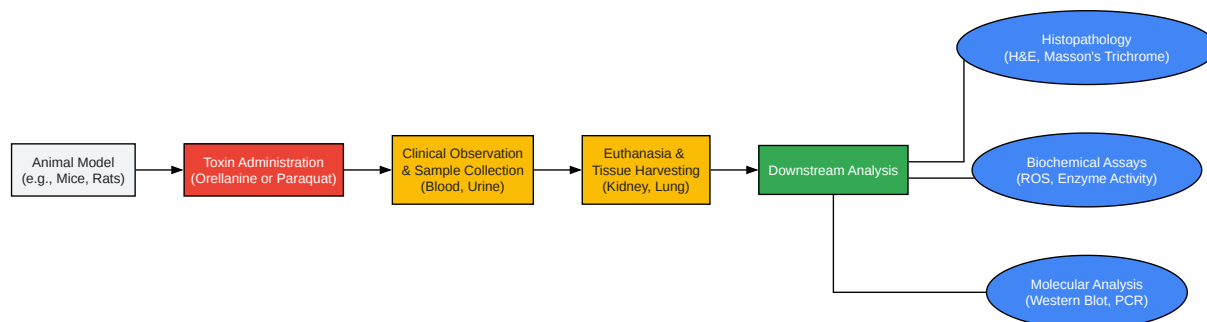 Animal Model
(e.g., Mice, Rats)
Toxin Administration
(Orellanine or Paraquat)
Clinical Observation
& Sample Collection
(Blood, Urine)
Euthanasia &
Tissue Harvesting
(Kidney, Lung)
Downstream Analysis
Histopathology
(H&E, Masson's Trichrome)
Biochemical Assays
(ROS, Enzyme Activity)
Molecular Analysis
(Western Blot, PCR)